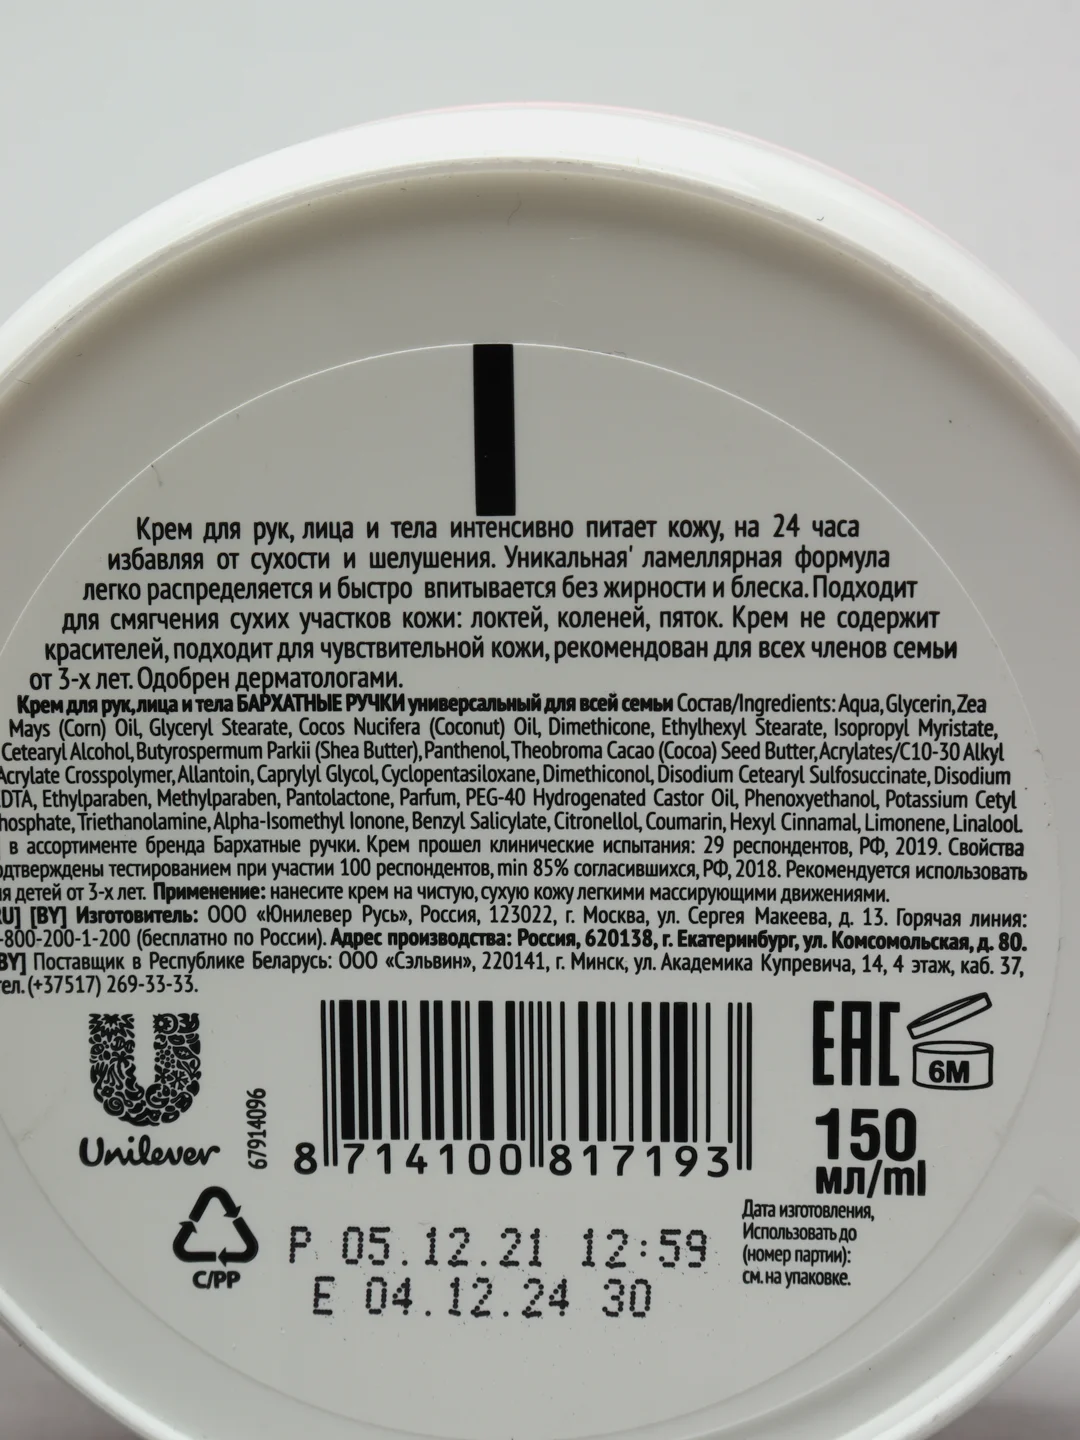 Крем для рук, лица и тела интенсивно питает кожу, на 24 часа
избавляя от сухости и шелушения. Уникальная' ламеллярная формула
легко распределяется и быстро впитывается без жирности и блеска. Подходит
для смягчения сухих участков кожи: локтей, коленей, пяток. Крем не содержит
красителей, подходит для чувствительной кожи, рекомендован для всех членов семьи
от 3-х лет. Одобрен дерматологами.
Крем для рук, лица и тела БАРХАТНЫЕ РУЧКИ универсальный для всей семьи Состав/Ingredients: Aqua, Glycerin, Zea
Mays (Corn) Oil, Glyceryl Stearate, Cocos Nucifera (Coconut) Oil, Dimethicone, Ethylhexyl Stearate, Isopropyl Myristate,
Cetearyl Alcohol, Butyrospermum Parkii (Shea Butter), Panthenol, Theobroma Cacao (Cocoa) Seed Butter, Acrylates/C10-30 Alkyl
Acrylate Crosspolymer, Allantoin, Caprylyl Glycol, Cyclopentasiloxane, Dimethiconol, Disodium Cetearyl Sulfosuccinate, Disodium
DTA, Ethylparaben, Methylparaben, Pantolactone, Parfum, PEG-40 Hydrogenated Castor Oil, Phenoxyethanol, Potassium Cetyl
hosphate, Triethanolamine, Alpha-Isomethyl Ionone, Benzyl Salicylate, Citronellol, Coumarin, Hexyl Cinnamal, Limonene, Linalool.
в ассортименте бренда Бархатные ручки. Крем прошел клинические испытания: 29 респондентов, РФ, 2019. Свойства
одтверждены тестированием при участии 100 респондентов, min 85% согласившихся, РФ, 2018. Рекомендуется использовать
я детей от 3-х лет. Применение: нанесите крем на чистую, сухую кожу легкими массирующими движениями.
RU] [BY] Изготовитель: ООО «Юнилевер Русь», Россия, 123022, г. Москва, ул. Сергея Макеева, д. 13. Горячая линия:
-800-200-1-200 (бесплатно по России). Адрес производства: Россия, 620138, г. Екатеринбург, ул. Комсомольская, д. 80.
BY] Поставщик в Республике Беларусь: ООО «Сэльвин», 220141, г. Минск, ул. Академика Купревича, 14, 4 этаж, каб. 37,
тел. (+37517) 269-33-33.
EAC
6M
Unilever
67914096
8 714100 817193
150
мл/ml
C/PP
Дата изготовления,
Использовать до
(номер партии):
см. на упаковке.
P 05.12.21 12:59
E 04.12.24 30